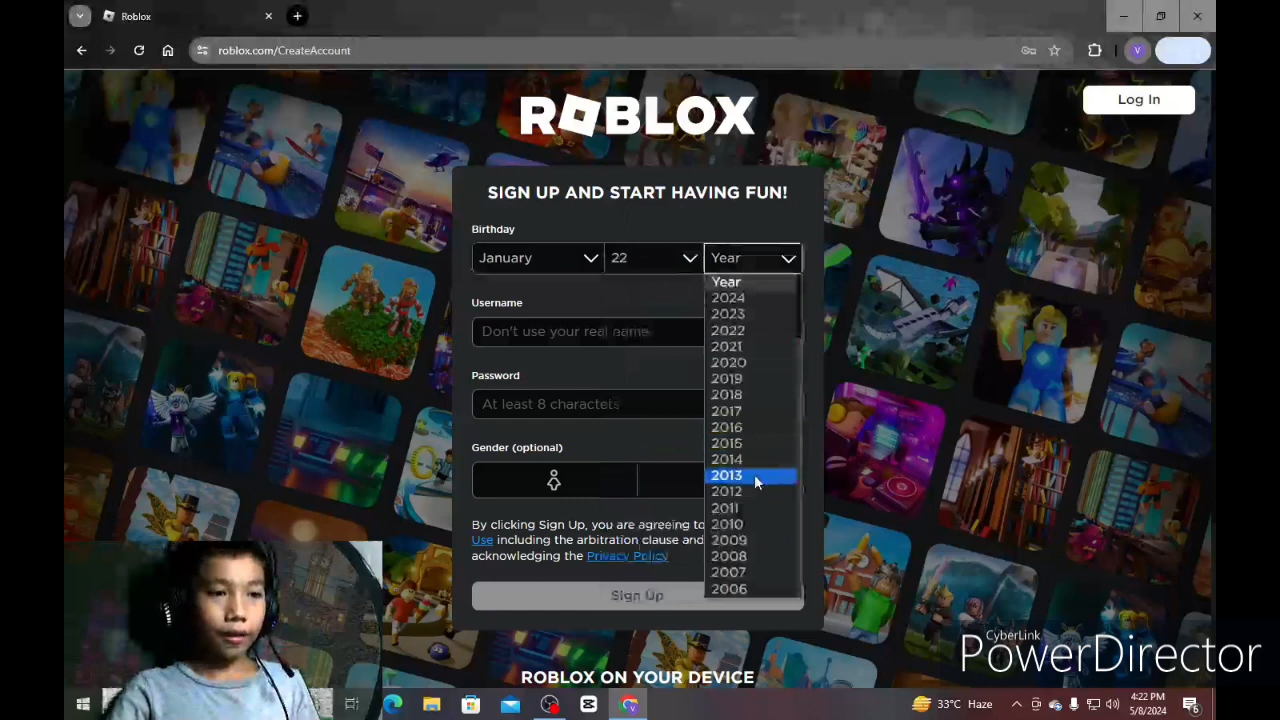 Roblox
roblox.com/CreateAccount
V
ROBLOX
Log In
SIGN UP AND START HAVING FUN!
Birthday
January 22 Year
Year
2024
2023
2022
2021
2020
2019
2018
2017
2016
2015
2014
2013
2012
2011
2010
2009
2008
2007
2006
Username
Don't use your real name
Password
At least 8 characters
Gender (optional)
By clicking Sign Up, you are agreeing to
Use including the arbitration clause and
acknowledging the Privacy Policy
Sign Up
ROBLOX ON YOUR DEVICE
CyberLink
PowerDirector
33°C Haze
4:22 PM
5/8/2024